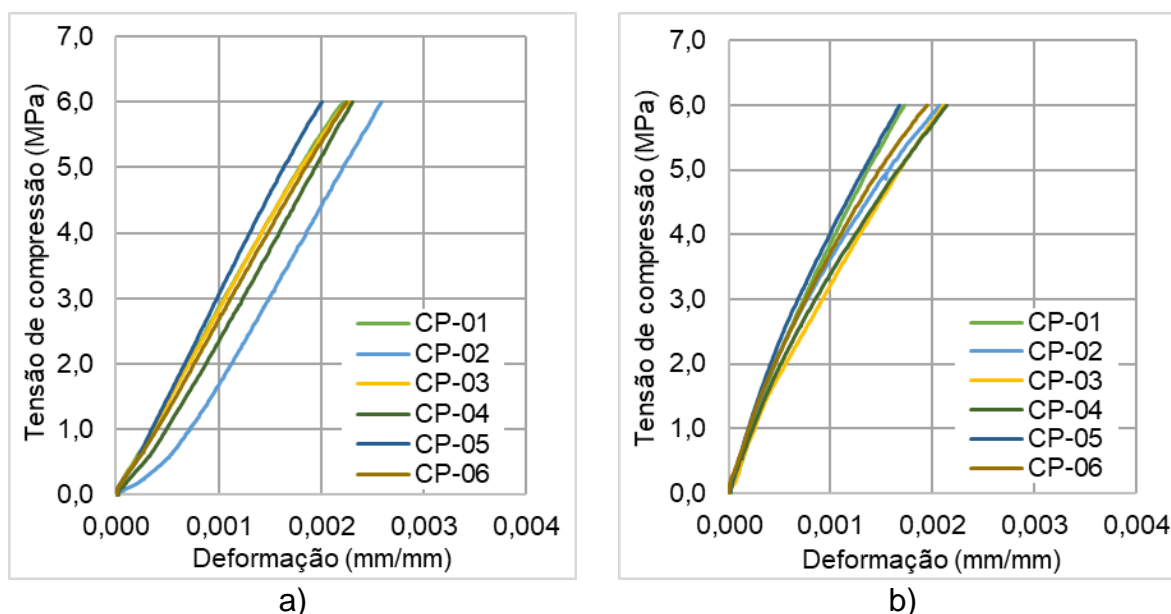 7,0
6,0
5,0
4,0
3,0
2,0
1,0
0,0
Tensão de compressão (MPa)
CP-01
CP-02
CP-03
CP-04
CP-05
CP-06
0,000 0,001 0,002 0,003 0,004
Deformação (mm/mm)
a)
7,0
6,0
5,0
4,0
3,0
2,0
1,0
0,0
Tensão de compressão (MPa)
CP-01
CP-02
CP-03
CP-04
CP-05
CP-06
0,000 0,001 0,002 0,003 0,004
Deformação (mm/mm)
b)